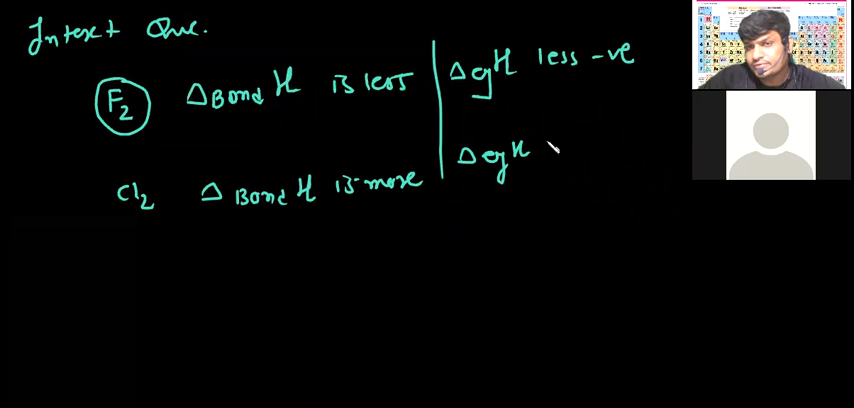 Intext Que.
F2 ΔBond H is less | ΔegH less -ve
Cl2 ΔBond H is more | ΔegH